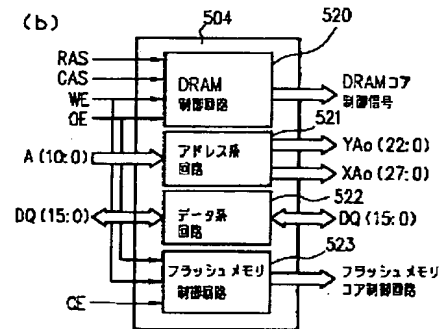 (b)
504
520
RAS
CAS
WE
OE
DRAM
制御回路
DRAMコア
制御信号
521
A(10:0)
アドレス系
回路
YAo(22:0)
XAo(27:0)
522
DQ(15:0)
データ系
回路
DQ(15:0)
523
フラッシュメモリ
制御回路
フラッシュメモリ
コア制御回路
CE